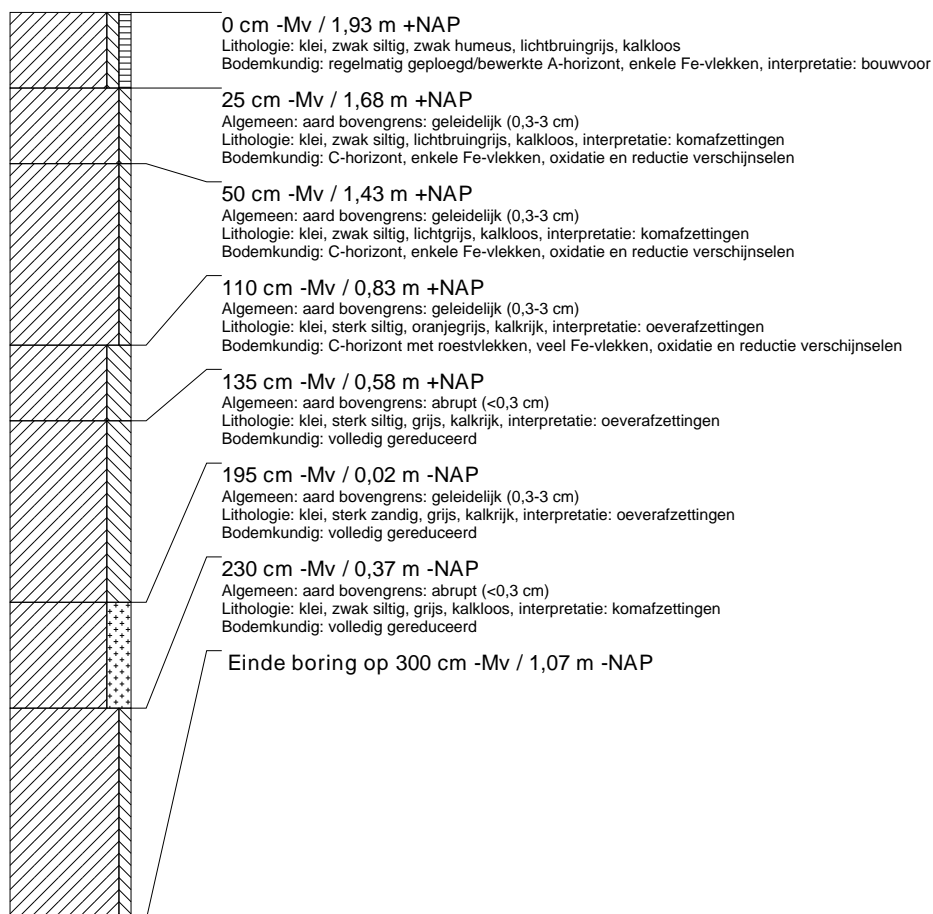 0 cm -Mv / 1,93 m +NAP
Lithologie: klei, zwak siltig, zwak humeus, lichtbruingrijs, kalkloos
Bodemkundig: regelmatig geploegd/bewerkte A-horizont, enkele Fe-vlekken, interpretatie: bouwvoor
25 cm -Mv / 1,68 m +NAP
Algemeen: aard bovengrens: geleidelijk (0,3-3 cm)
Lithologie: klei, zwak siltig, lichtbruingrijs, kalkloos, interpretatie: komafzettingen
Bodemkundig: C-horizont, enkele Fe-vlekken, oxidatie en reductie verschijnselen
50 cm -Mv / 1,43 m +NAP
Algemeen: aard bovengrens: geleidelijk (0,3-3 cm)
Lithologie: klei, zwak siltig, lichtgrijs, kalkloos, interpretatie: komafzettingen
Bodemkundig: C-horizont, enkele Fe-vlekken, oxidatie en reductie verschijnselen
110 cm -Mv / 0,83 m +NAP
Algemeen: aard bovengrens: geleidelijk (0,3-3 cm)
Lithologie: klei, sterk siltig, oranjegrijs, kalkrijk, interpretatie: oeverafzettingen
Bodemkundig: C-horizont met roestvlekken, veel Fe-vlekken, oxidatie en reductie verschijnselen
135 cm -Mv / 0,58 m +NAP
Algemeen: aard bovengrens: abrupt (<0,3 cm)
Lithologie: klei, sterk siltig, grijs, kalkrijk, interpretatie: oeverafzettingen
Bodemkundig: volledig gereduceerd
195 cm -Mv / 0,02 m -NAP
Algemeen: aard bovengrens: geleidelijk (0,3-3 cm)
Lithologie: klei, sterk zandig, grijs, kalkrijk, interpretatie: oeverafzettingen
Bodemkundig: volledig gereduceerd
230 cm -Mv / 0,37 m -NAP
Algemeen: aard bovengrens: abrupt (<0,3 cm)
Lithologie: klei, zwak siltig, grijs, kalkloos, interpretatie: komafzettingen
Bodemkundig: volledig gereduceerd
Einde boring op 300 cm -Mv / 1,07 m -NAP